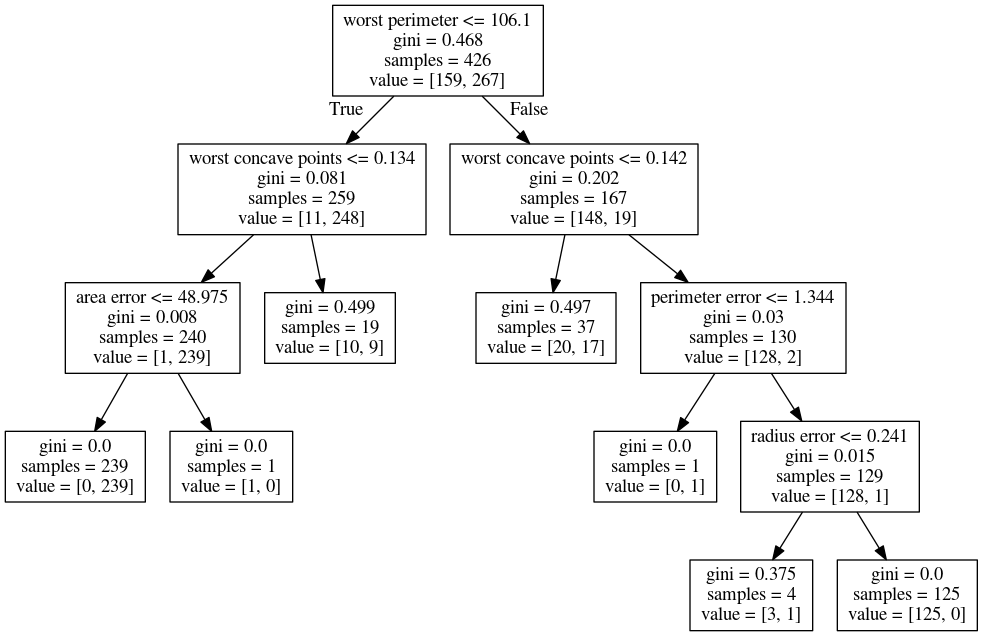 worst perimeter <= 106.1
gini = 0.468
samples = 426
value = [159, 267]
True
False
worst concave points <= 0.134
gini = 0.081
samples = 259
value = [11, 248]
worst concave points <= 0.142
gini = 0.202
samples = 167
value = [148, 19]
area error <= 48.975
gini = 0.008
samples = 240
value = [1, 239]
gini = 0.499
samples = 19
value = [10, 9]
gini = 0.497
samples = 37
value = [20, 17]
perimeter error <= 1.344
gini = 0.03
samples = 130
value = [128, 2]
gini = 0.0
samples = 239
value = [0, 239]
gini = 0.0
samples = 1
value = [1, 0]
gini = 0.0
samples = 1
value = [0, 1]
radius error <= 0.241
gini = 0.015
samples = 129
value = [128, 1]
gini = 0.375
samples = 4
value = [3, 1]
gini = 0.0
samples = 125
value = [125, 0]